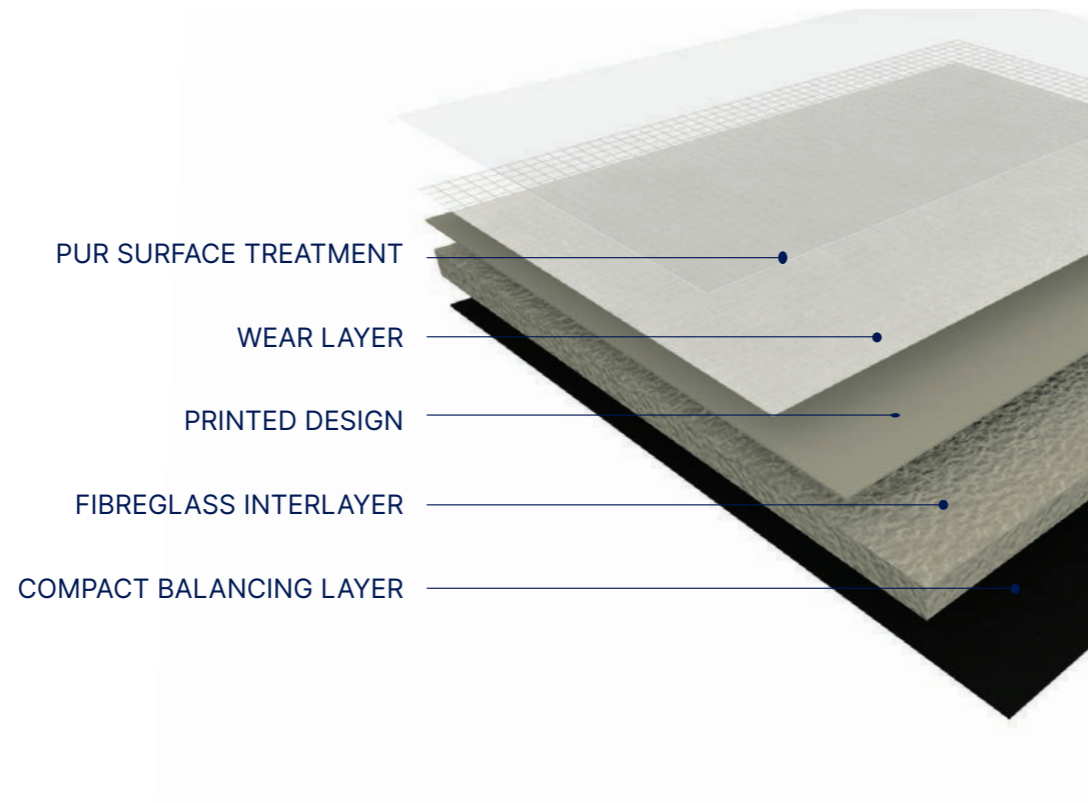 PUR SURFACE TREATMENT
WEAR LAYER
PRINTED DESIGN
FIBREGLASS INTERLAYER
COMPACT BALANCING LAYER